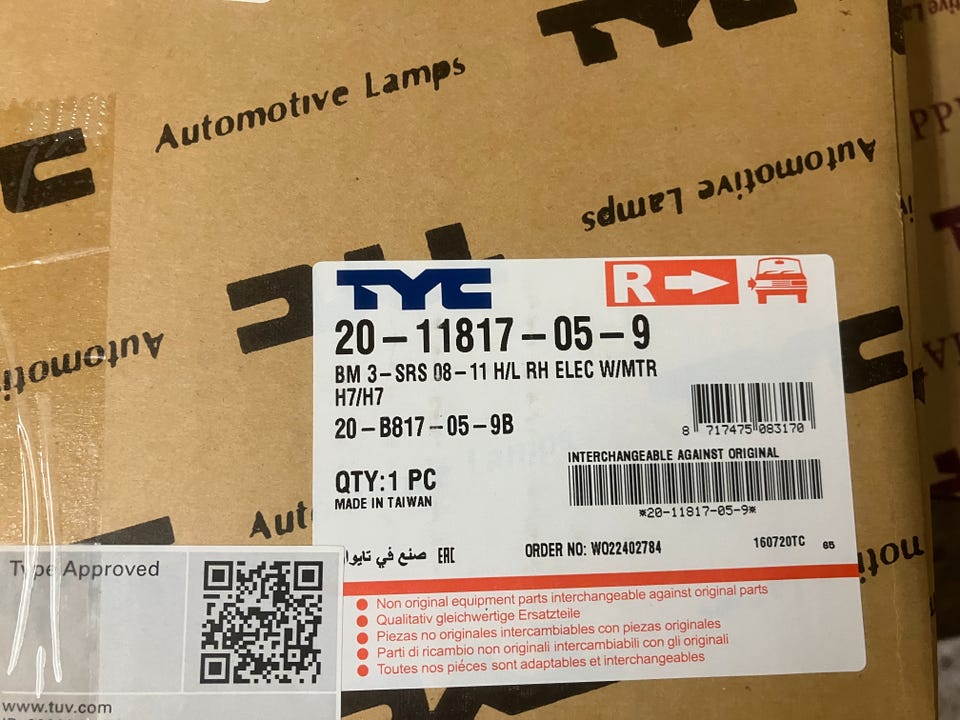 TYC
Automotive Lamps
Automotive Lamps
TYC
R
20-11817-05-9
BM 3-SRS 08-11 H/L RH ELEC W/MTR
H7/H7
20-B817-05-9B
8 717475 083170
QTY:1 PC
MADE IN TAIWAN
INTERCHANGEABLE AGAINST ORIGINAL
*20-11817-05-9*
صنع في تايوان EAC
ORDER NO: WO22402784
160720TC
65
Non original equipment parts interchangeable against original parts
Qualitativ gleichwertige Ersatzteile
Piezas no originales intercambiables con piezas originales
Parti di ricambio non originali intercambiabili con gli originali
Toutes nos piéces sont adaptables et interchangeables
Automotive
Aut
Type Approved
www.tuv.com